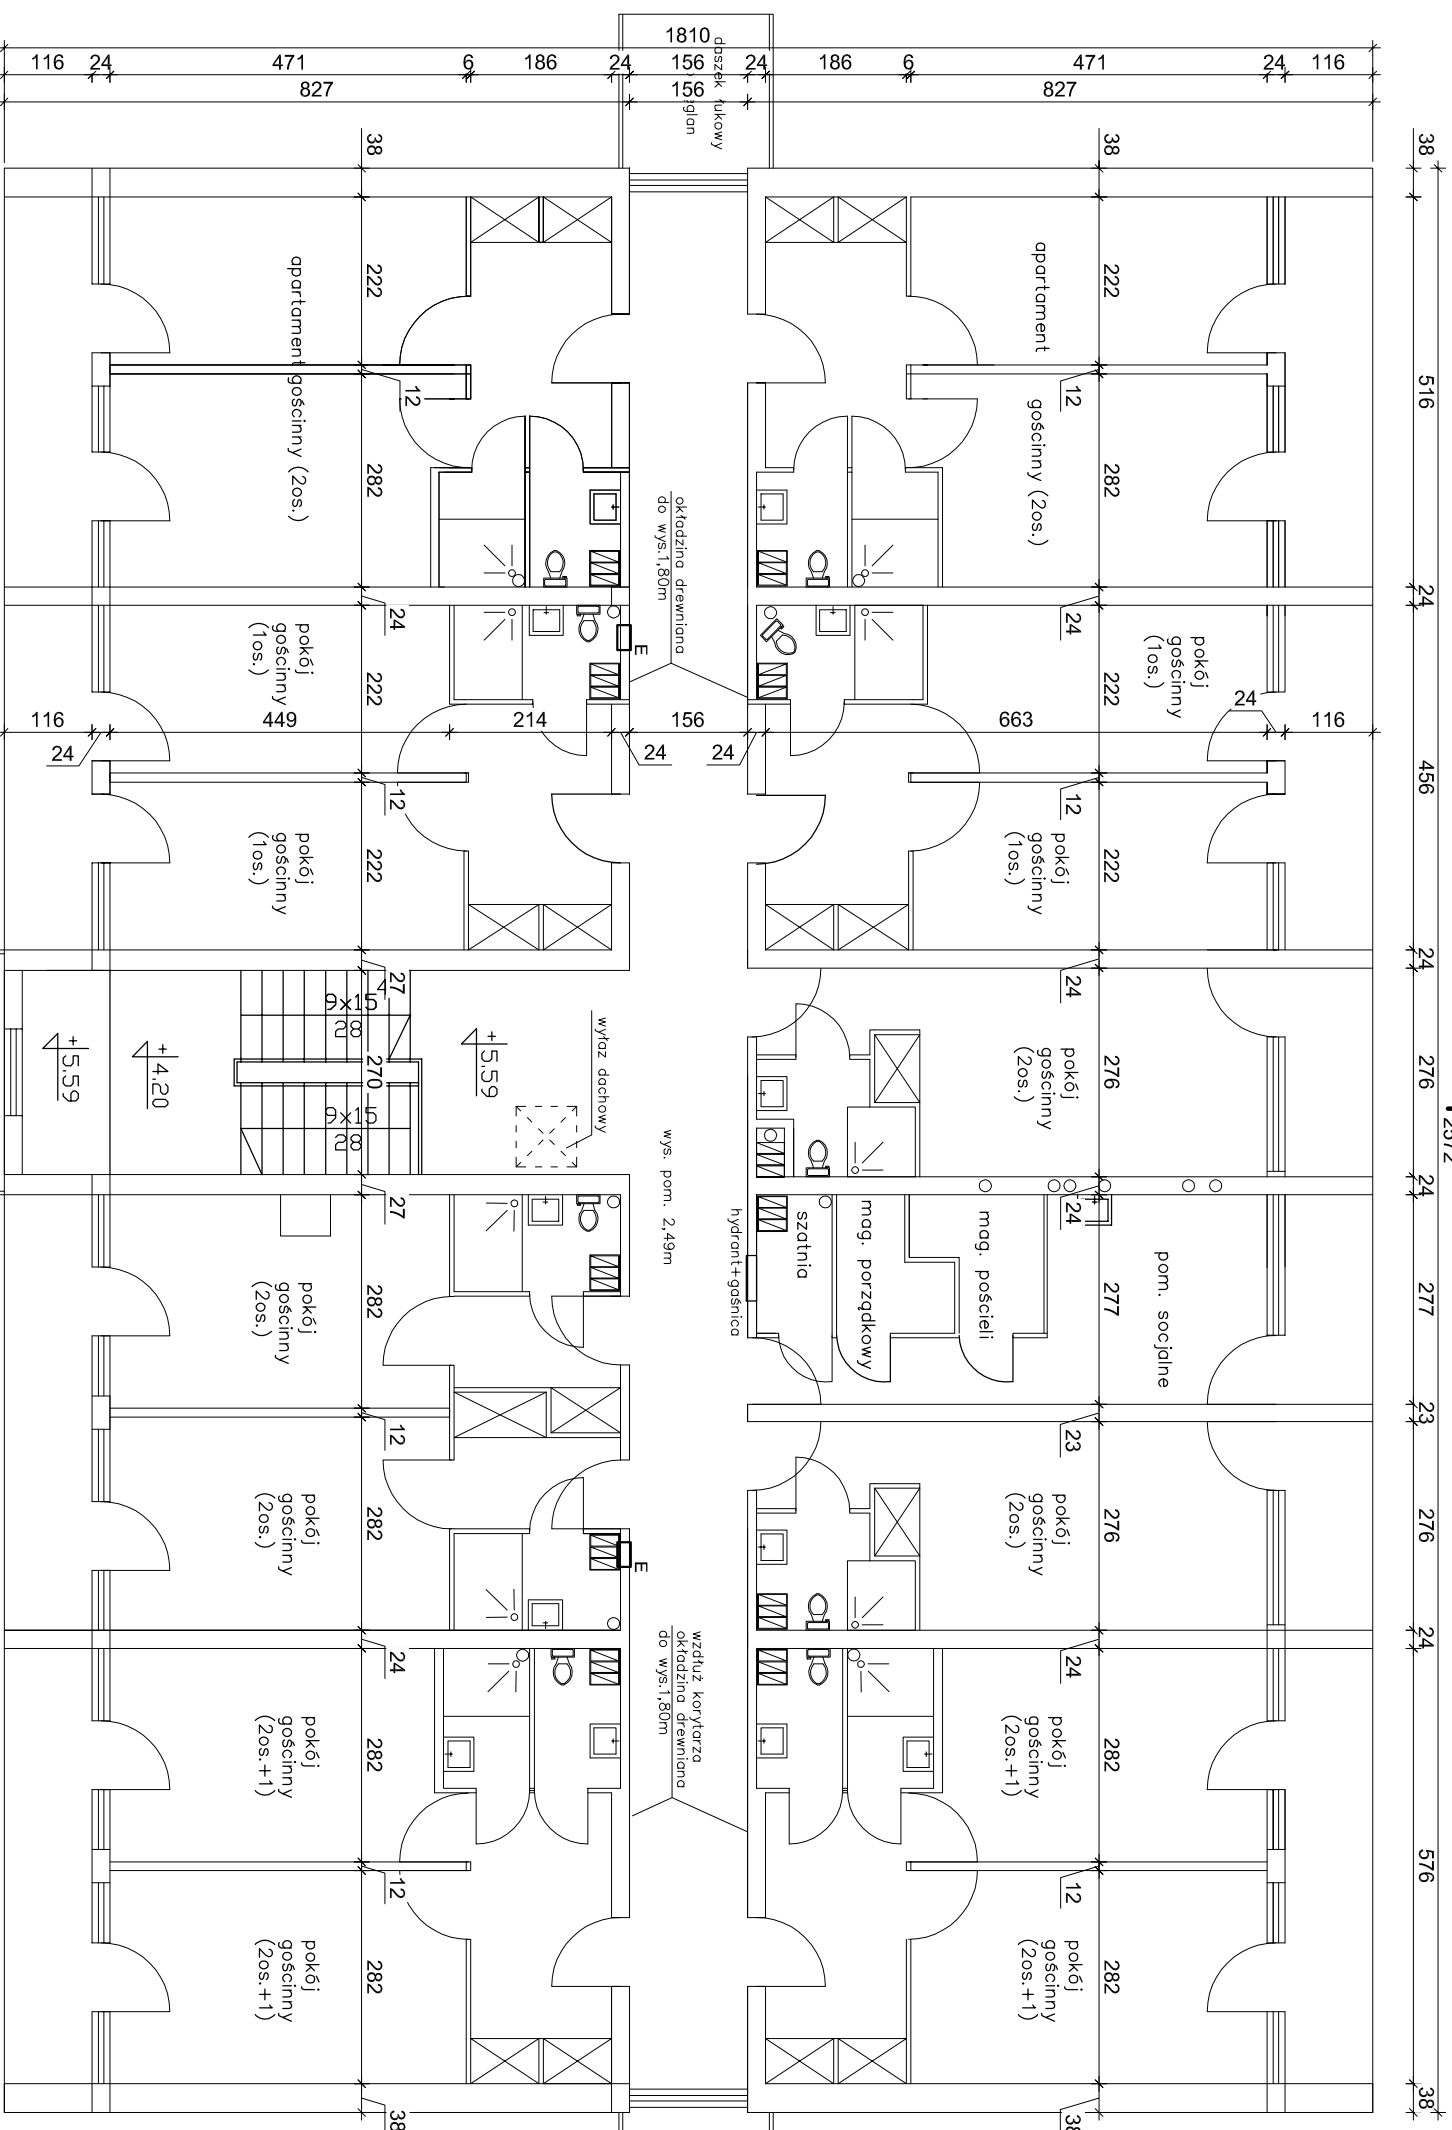 1810
116 24 471 6 186 24 156 24 186 6 471 24 116
827 156 827
daszek łukowy
38 38 38
apartament gościnny (2os.)
222
12
282
apartament
gościnny (2os.)
222
12
282
516
okładzina drewniana
do wys.1,80m
24 24 24
E
pokój
gościnny
(1os.)
222
pokój
gościnny
(1os.)
222
116 24 449 214 24 156 24 663 24 116
12 12 456
pokój
gościnny
(1os.)
222
pokój
gościnny
(1os.)
222
27 24 24
9x15
28
270
9x15
28
+5.59
+4.20
+5.59
wyłaz dachowy
wys. pom. 2,49m
pokój
gościnny
(2os.)
276 276
27 24 24
hydrant+gaśnica
szatnia
mag. porządkowy
mag. pościeli
pom. socjalne
277 277
pokój
gościnny
(2os.)
282
12 23 23
pokój
gościnny
(2os.)
282
E
pokój
gościnny
(2os.)
276 276
24 24 24
wzdłuż korytarza
okładzina drewniana
do wys.1,80m
pokój
gościnny
(2os.+1)
282
pokój
gościnny
(2os.+1)
282
12 12 576
pokój
gościnny
(2os.+1)
282
pokój
gościnny
(2os.+1)
282
38 38 38